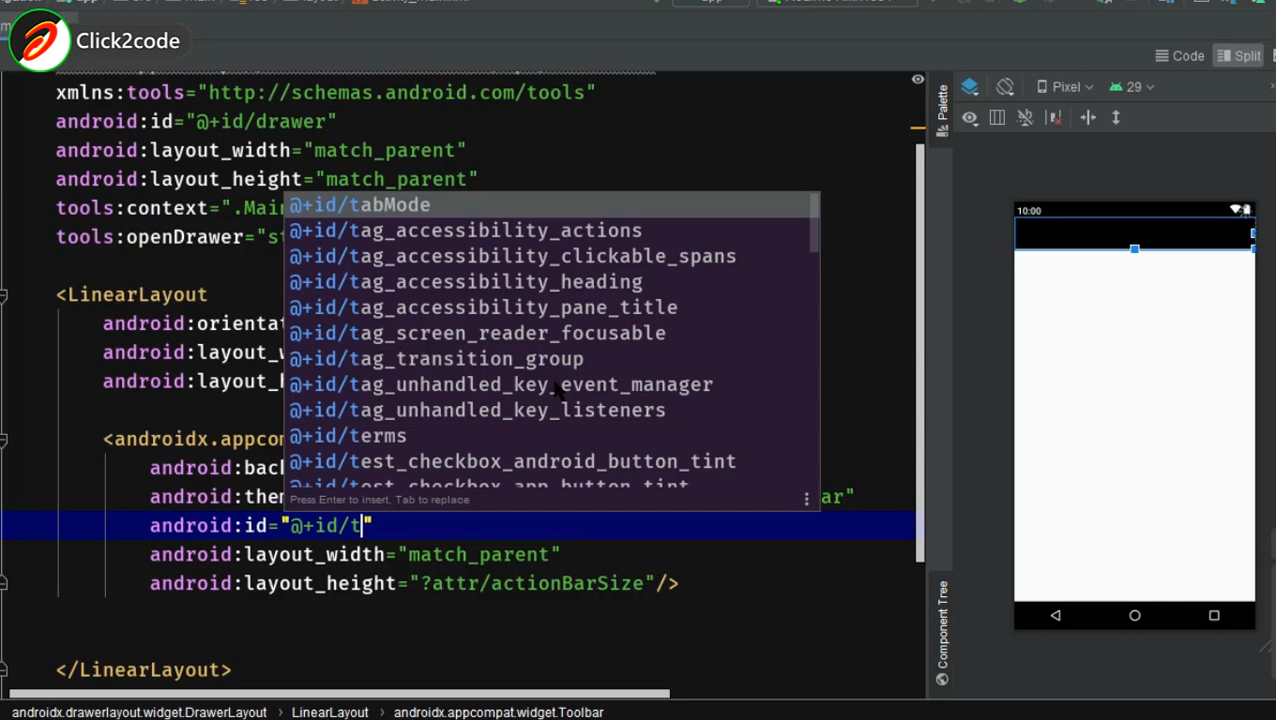 Click2code
Code
Split
xmlns:tools="http://schemas.android.com/tools"
android:id="@+id/drawer"
android:layout_width="match_parent"
android:layout_height="match_parent"
tools:context=".Mai
tools:openDrawer="s
<LinearLayout
android:orienta
android:layout_
android:layout_
<androidx.appcom
android:bac
android:the
ar"
android:id="@+id/t"
android:layout_width="match_parent"
android:layout_height="?attr/actionBarSize"/>
</LinearLayout>
@+id/tabMode
@+id/tag_accessibility_actions
@+id/tag_accessibility_clickable_spans
@+id/tag_accessibility_heading
@+id/tag_accessibility_pane_title
@+id/tag_screen_reader_focusable
@+id/tag_transition_group
@+id/tag_unhandled_key_event_manager
@+id/tag_unhandled_key_listeners
@+id/terms
@+id/test_checkbox_android_button_tint
@+id/test_checkbox_app_button_tint
Press Enter to insert, Tab to replace
Palette
Pixel
29
10:00
Component Tree
androidx.drawerlayout.widget.DrawerLayout
LinearLayout
androidx.appcompat.widget.Toolbar